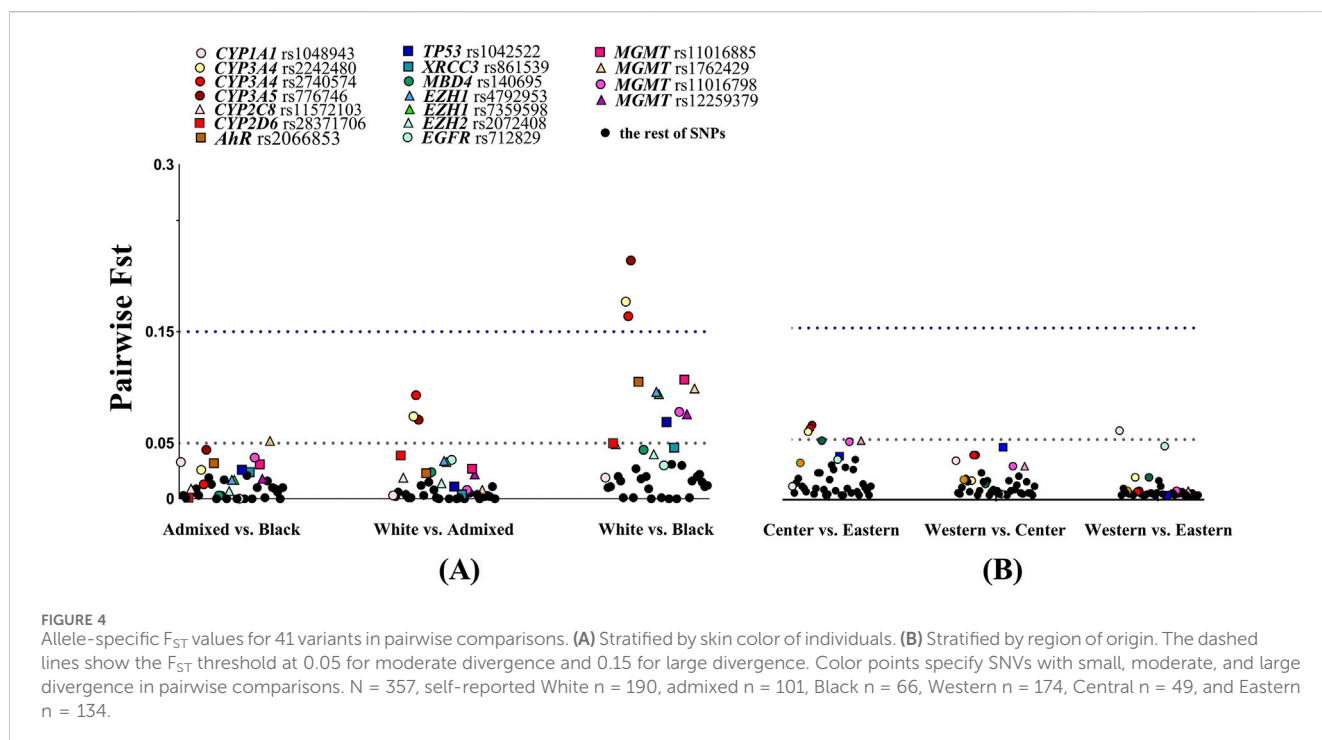 CYP1A1 rs1048943
CYP3A4 rs2242480
CYP3A4 rs2740574
CYP3A5 rs776746
CYP2C8 rs11572103
CYP2D6 rs28371706
AhR rs2066853
TP53 rs1042522
XRCC3 rs861539
MBD4 rs140695
EZH1 rs4792953
EZH1 rs7359598
EZH2 rs2072408
EGFR rs712829
MGMT rs11016885
MGMT rs1762429
MGMT rs11016798
MGMT rs12259379
the rest of SNPs
Pairwise Fst
0.3
0.15
0.05
0
Admixed vs. Black
White vs. Admixed
White vs. Black
Center vs. Eastern
Western vs. Center
Western vs. Eastern
(A)
(B)
FIGURE 4
Allele-specific FST values for 41 variants in pairwise comparisons. (A) Stratified by skin color of individuals. (B) Stratified by region of origin. The dashed
lines show the FST threshold at 0.05 for moderate divergence and 0.15 for large divergence. Color points specify SNVs with small, moderate, and large
divergence in pairwise comparisons. N = 357, self-reported White n = 190, admixed n = 101, Black n = 66, Western n = 174, Central n = 49, and Eastern
n = 134.